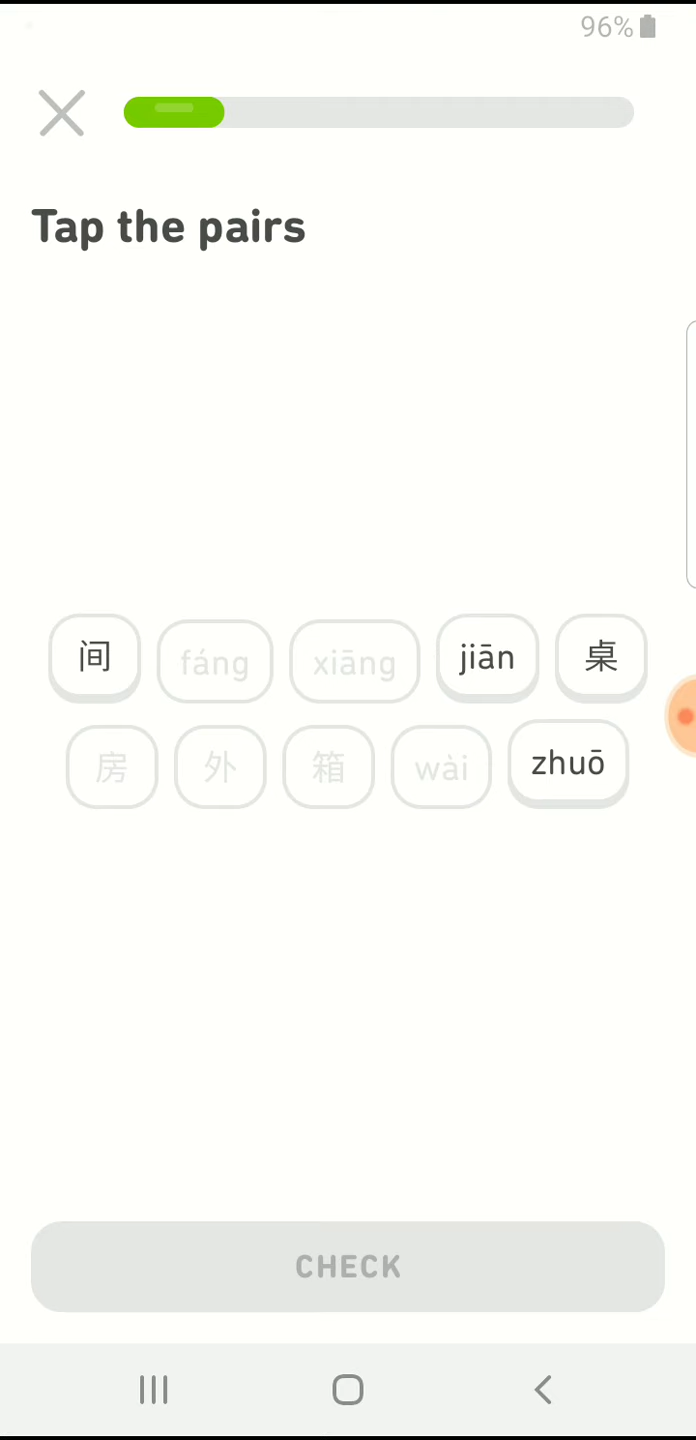 96%
Tap the pairs
间 fáng xiāng jiān 桌
房 外 箱 wài zhuō
CHECK